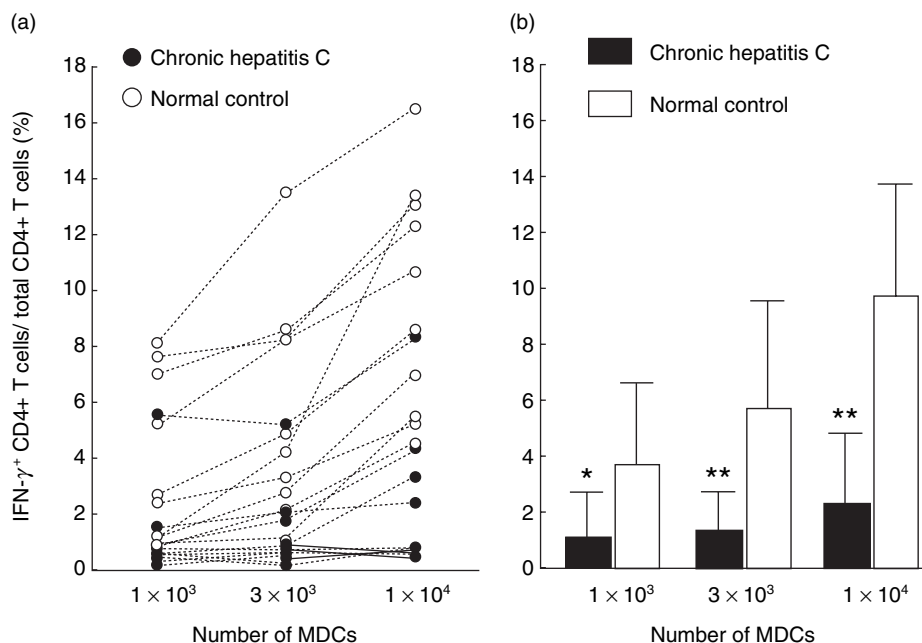 (a)
Chronic hepatitis C
Normal control
IFN-γ⁺ CD4+ T cells/ total CD4+ T cells (%)
18
16
14
12
10
8
6
4
2
0
1 × 10³
3 × 10³
1 × 10⁴
Number of MDCs
(b)
Chronic hepatitis C
Normal control
18
16
14
12
10
8
6
4
2
0
*
**
**
1 × 10³
3 × 10³
1 × 10⁴
Number of MDCs